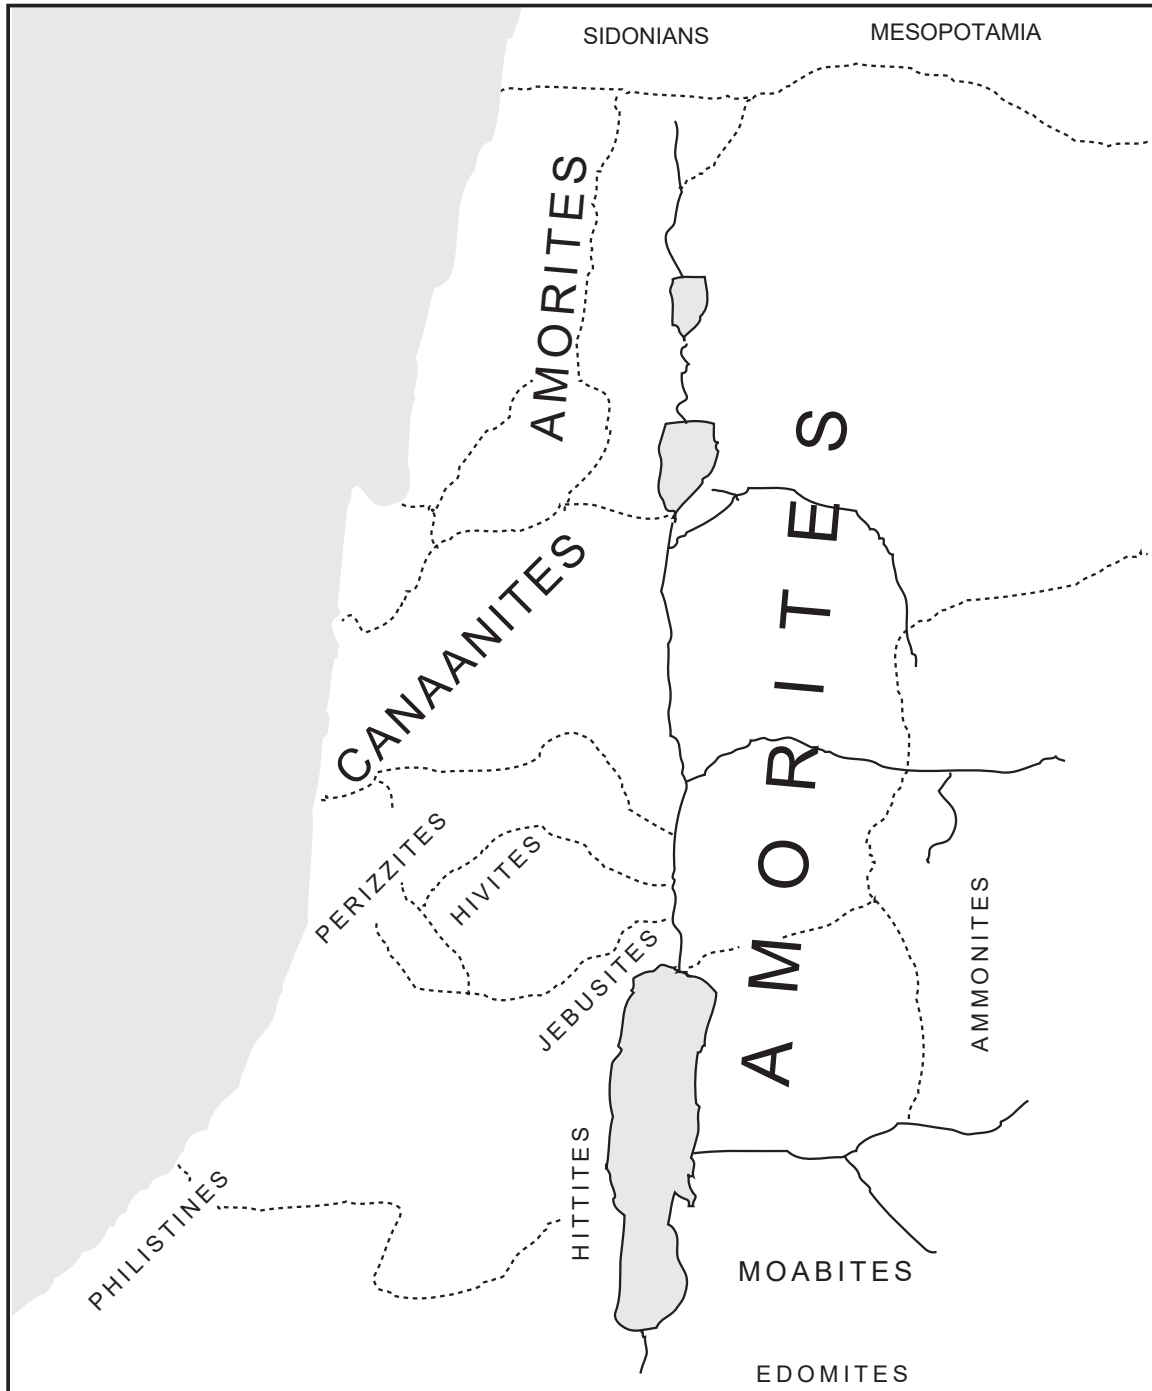 SIDONIANS
MESOPOTAMIA
AMORITES
AMORITES
CANAANITES
PERIZZITES
HIVITES
JEBUSITES
AMMONITES
HITTITES
PHILISTINES
MOABITES
EDOMITES